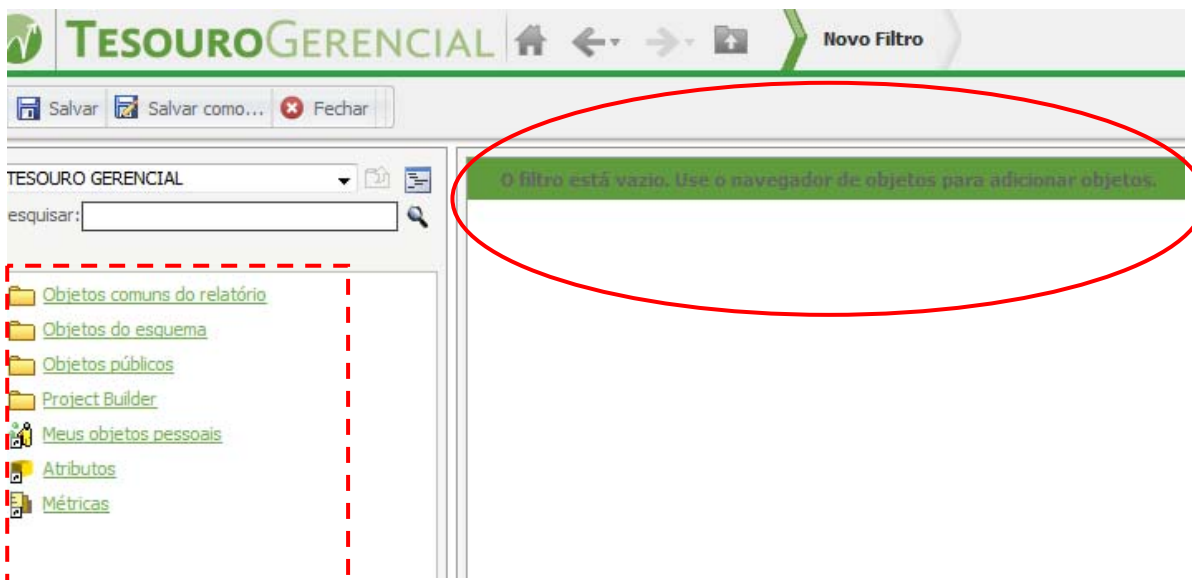 TESOUROGERENCIAL
Novo Filtro
Salvar Salvar como... Fechar
TESOURO GERENCIAL
esquisar:
O filtro está vazio. Use o navegador de objetos para adicionar objetos.
Objetos comuns do relatório
Objetos do esquema
Objetos públicos
Project Builder
Meus objetos pessoais
Atributos
Métricas